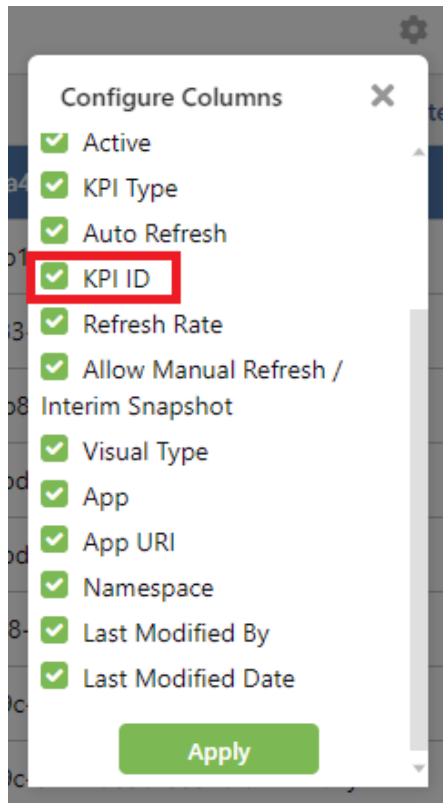 Configure Columns
Active
KPI Type
Auto Refresh
KPI ID
Refresh Rate
Allow Manual Refresh /
Interim Snapshot
Visual Type
App
App URI
Namespace
Last Modified By
Last Modified Date
Apply